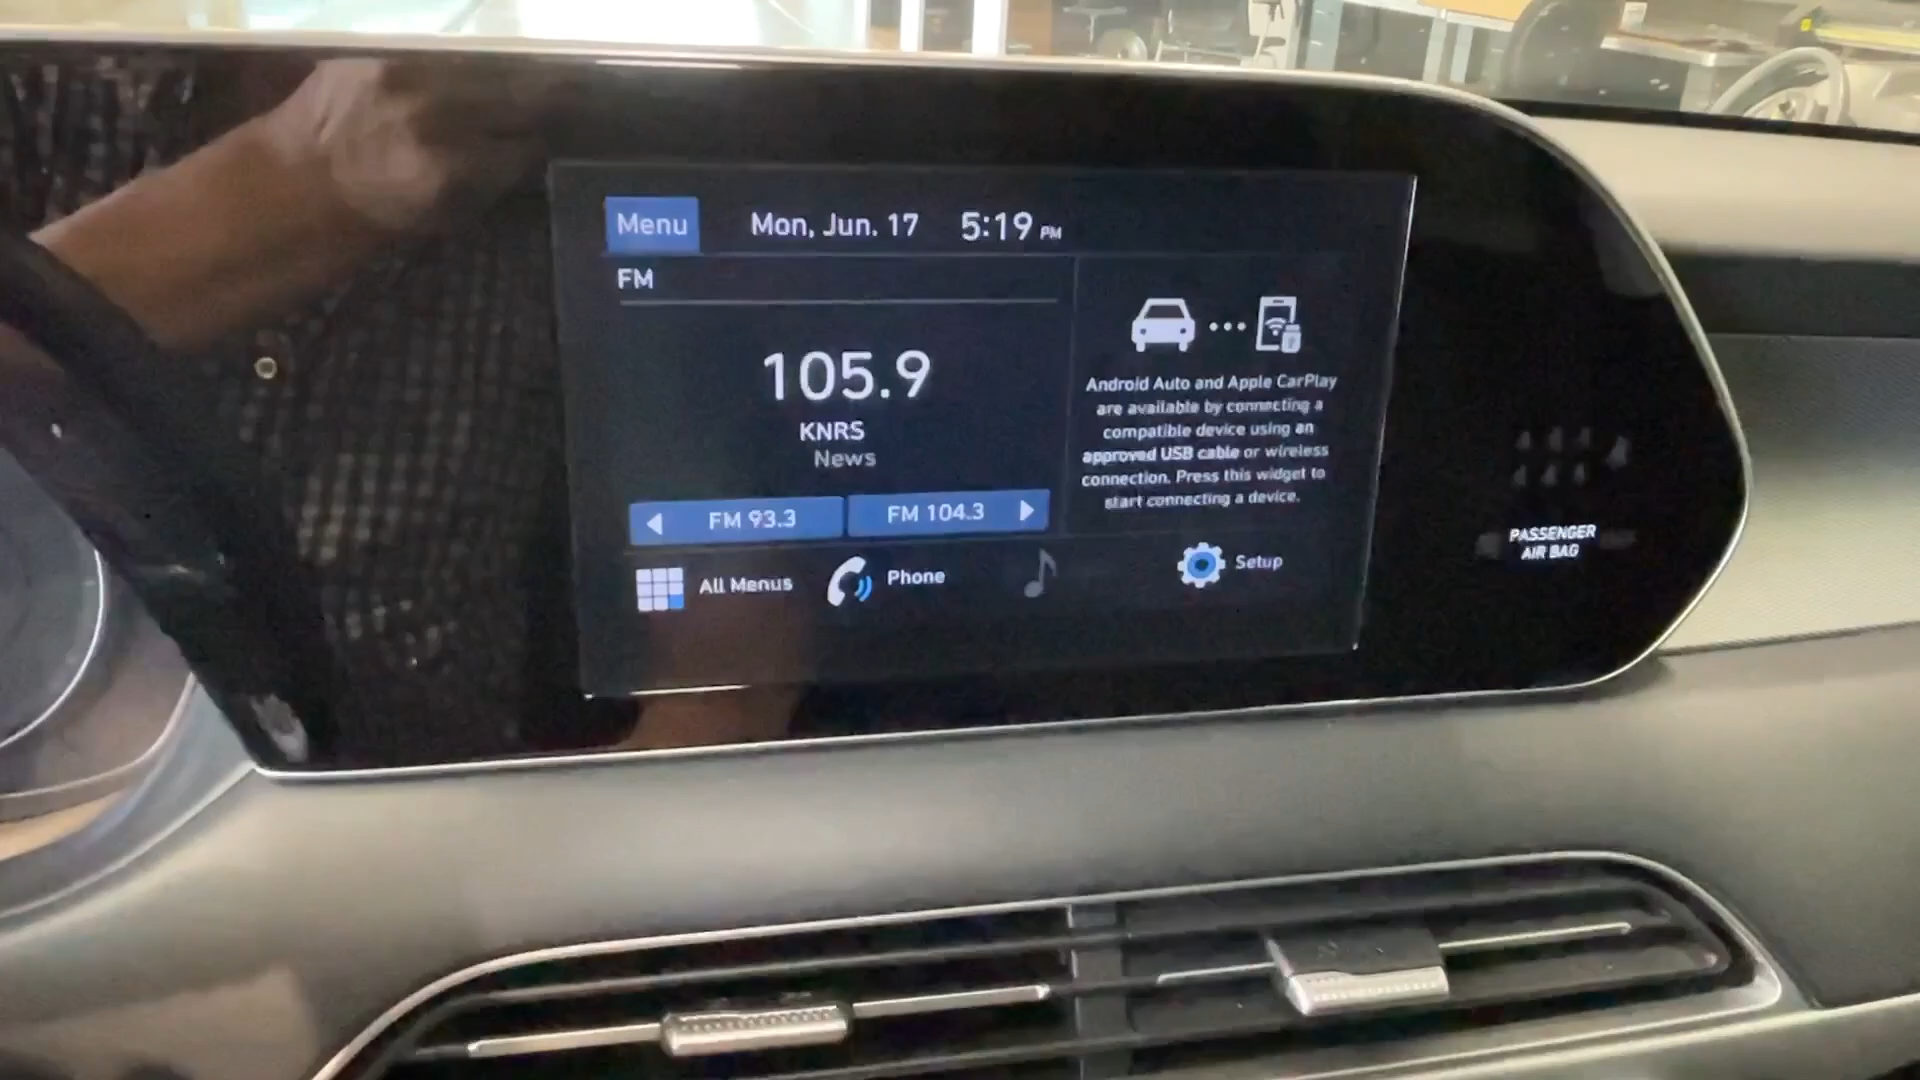 Menu Mon, Jun. 17 5:19 PM
FM
105.9
KNRS
News
FM 93.3 FM 104.3
Android Auto and Apple CarPlay
are available by connecting a
compatible device using an
approved USB cable or wireless
connection. Press this widget to
start connecting a device.
All Menus Phone Setup
PASSENGER
AIR BAG